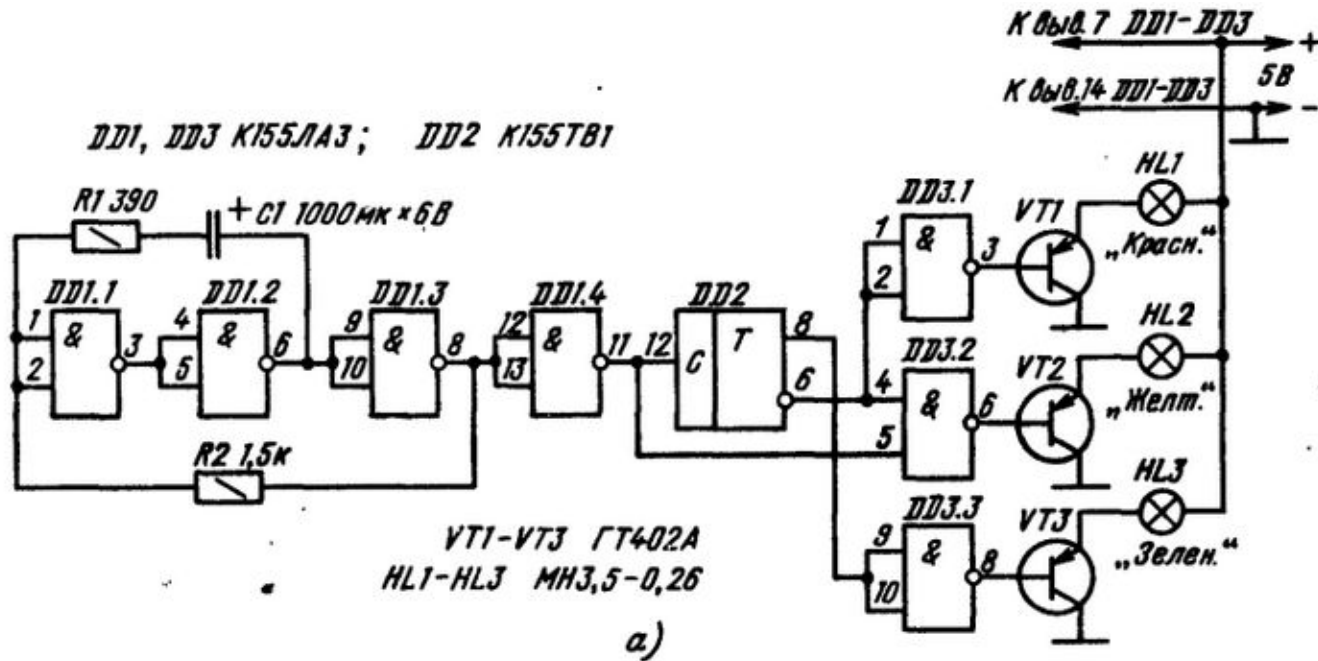 К выв.7 DD1-DD3
+
5В
К выв.14 DD1-DD3
-
DD1, DD3 К155ЛА3; DD2 К155ТВ1
HL1
R1 390
+ C1 1000мк×6В
DD3.1
VT1
„Красн.“
1
&
3
2
DD1.1
DD1.2
DD1.3
DD1.4
DD2
HL2
1
&
3
4
&
6
9
&
8
12
&
11
12
C
T
8
DD3.2
VT2
2
5
10
13
6
4
&
6
„Желт.“
5
R2 1,5к
HL3
DD3.3
VT3
VT1-VT3 ГТ402А
9
&
8
„Зелен.“
HL1-HL3 МН3,5-0,26
10
а)